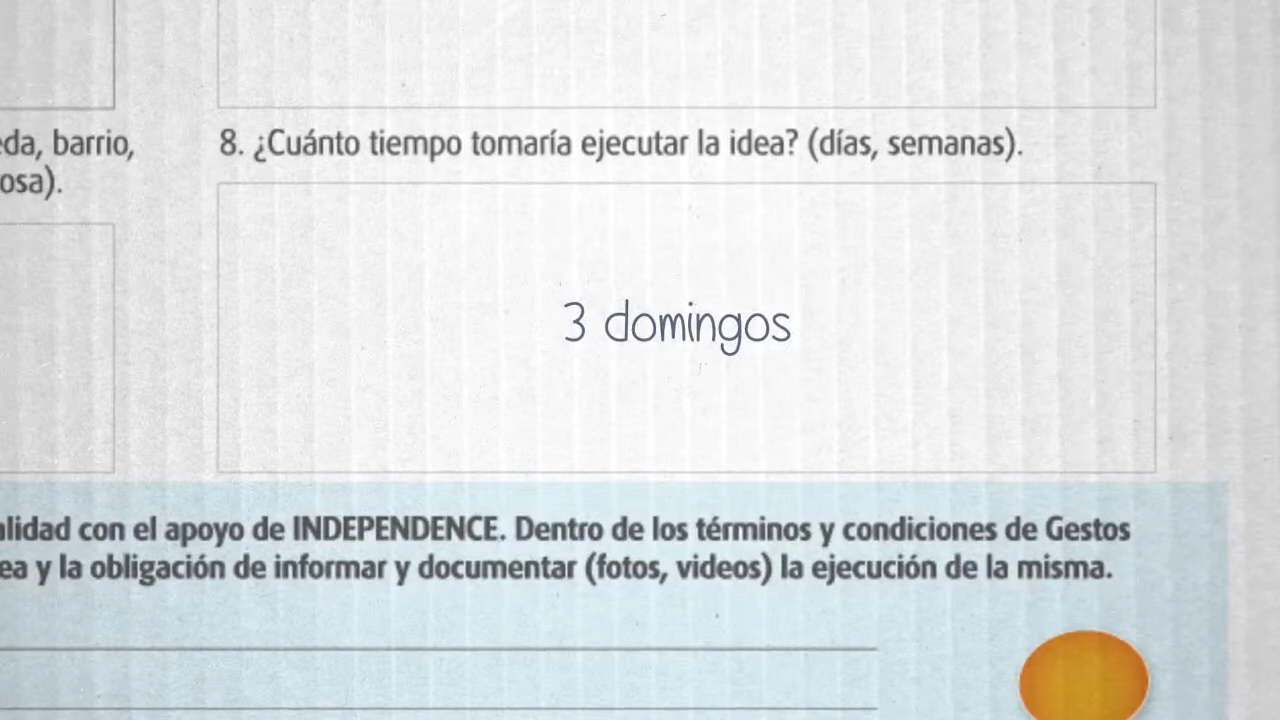 eda, barrio,
osa).
8. ¿Cuánto tiempo tomaría ejecutar la idea? (días, semanas).
3 domingos
alidad con el apoyo de INDEPENDENCE. Dentro de los términos y condiciones de Gestos
ea y la obligación de informar y documentar (fotos, videos) la ejecución de la misma.